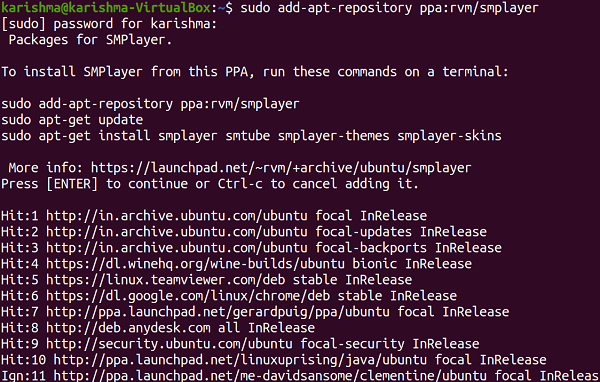 karishma@karishma-VirtualBox:~$ sudo add-apt-repository ppa:rvm/smplayer
[sudo] password for karishma:
Packages for SMPlayer.
To install SMPlayer from this PPA, run these commands on a terminal:
sudo add-apt-repository ppa:rvm/smplayer
sudo apt-get update
sudo apt-get install smplayer smtube smplayer-themes smplayer-skins
More info: https://launchpad.net/~rvm/+archive/ubuntu/smplayer
Press [ENTER] to continue or Ctrl-c to cancel adding it.
Hit:1 http://in.archive.ubuntu.com/ubuntu focal InRelease
Hit:2 http://in.archive.ubuntu.com/ubuntu focal-updates InRelease
Hit:3 http://in.archive.ubuntu.com/ubuntu focal-backports InRelease
Hit:4 https://dl.winehq.org/wine-builds/ubuntu bionic InRelease
Hit:5 https://linux.teamviewer.com/deb stable InRelease
Hit:6 https://dl.google.com/linux/chrome/deb stable InRelease
Hit:7 http://ppa.launchpad.net/gerardpuig/ppa/ubuntu focal InRelease
Hit:8 http://deb.anydesk.com all InRelease
Hit:9 http://security.ubuntu.com/ubuntu focal-security InRelease
Hit:10 http://ppa.launchpad.net/linuxuprising/java/ubuntu focal InRelease
Ign:11 http://ppa.launchpad.net/me-davidsansome/clementine/ubuntu focal InReleas